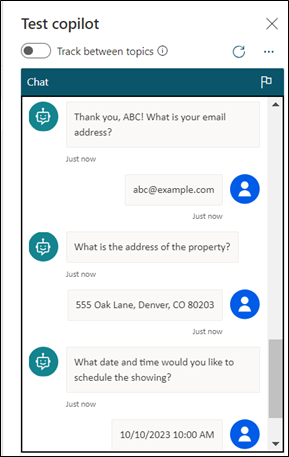 Test copilot
Track between topics
Chat
Thank you, ABC! What is your email
address?
Just now
abc@example.com
Just now
What is the address of the property?
Just now
555 Oak Lane, Denver, CO 80203
Just now
What date and time would you like to
schedule the showing?
Just now
10/10/2023 10:00 AM